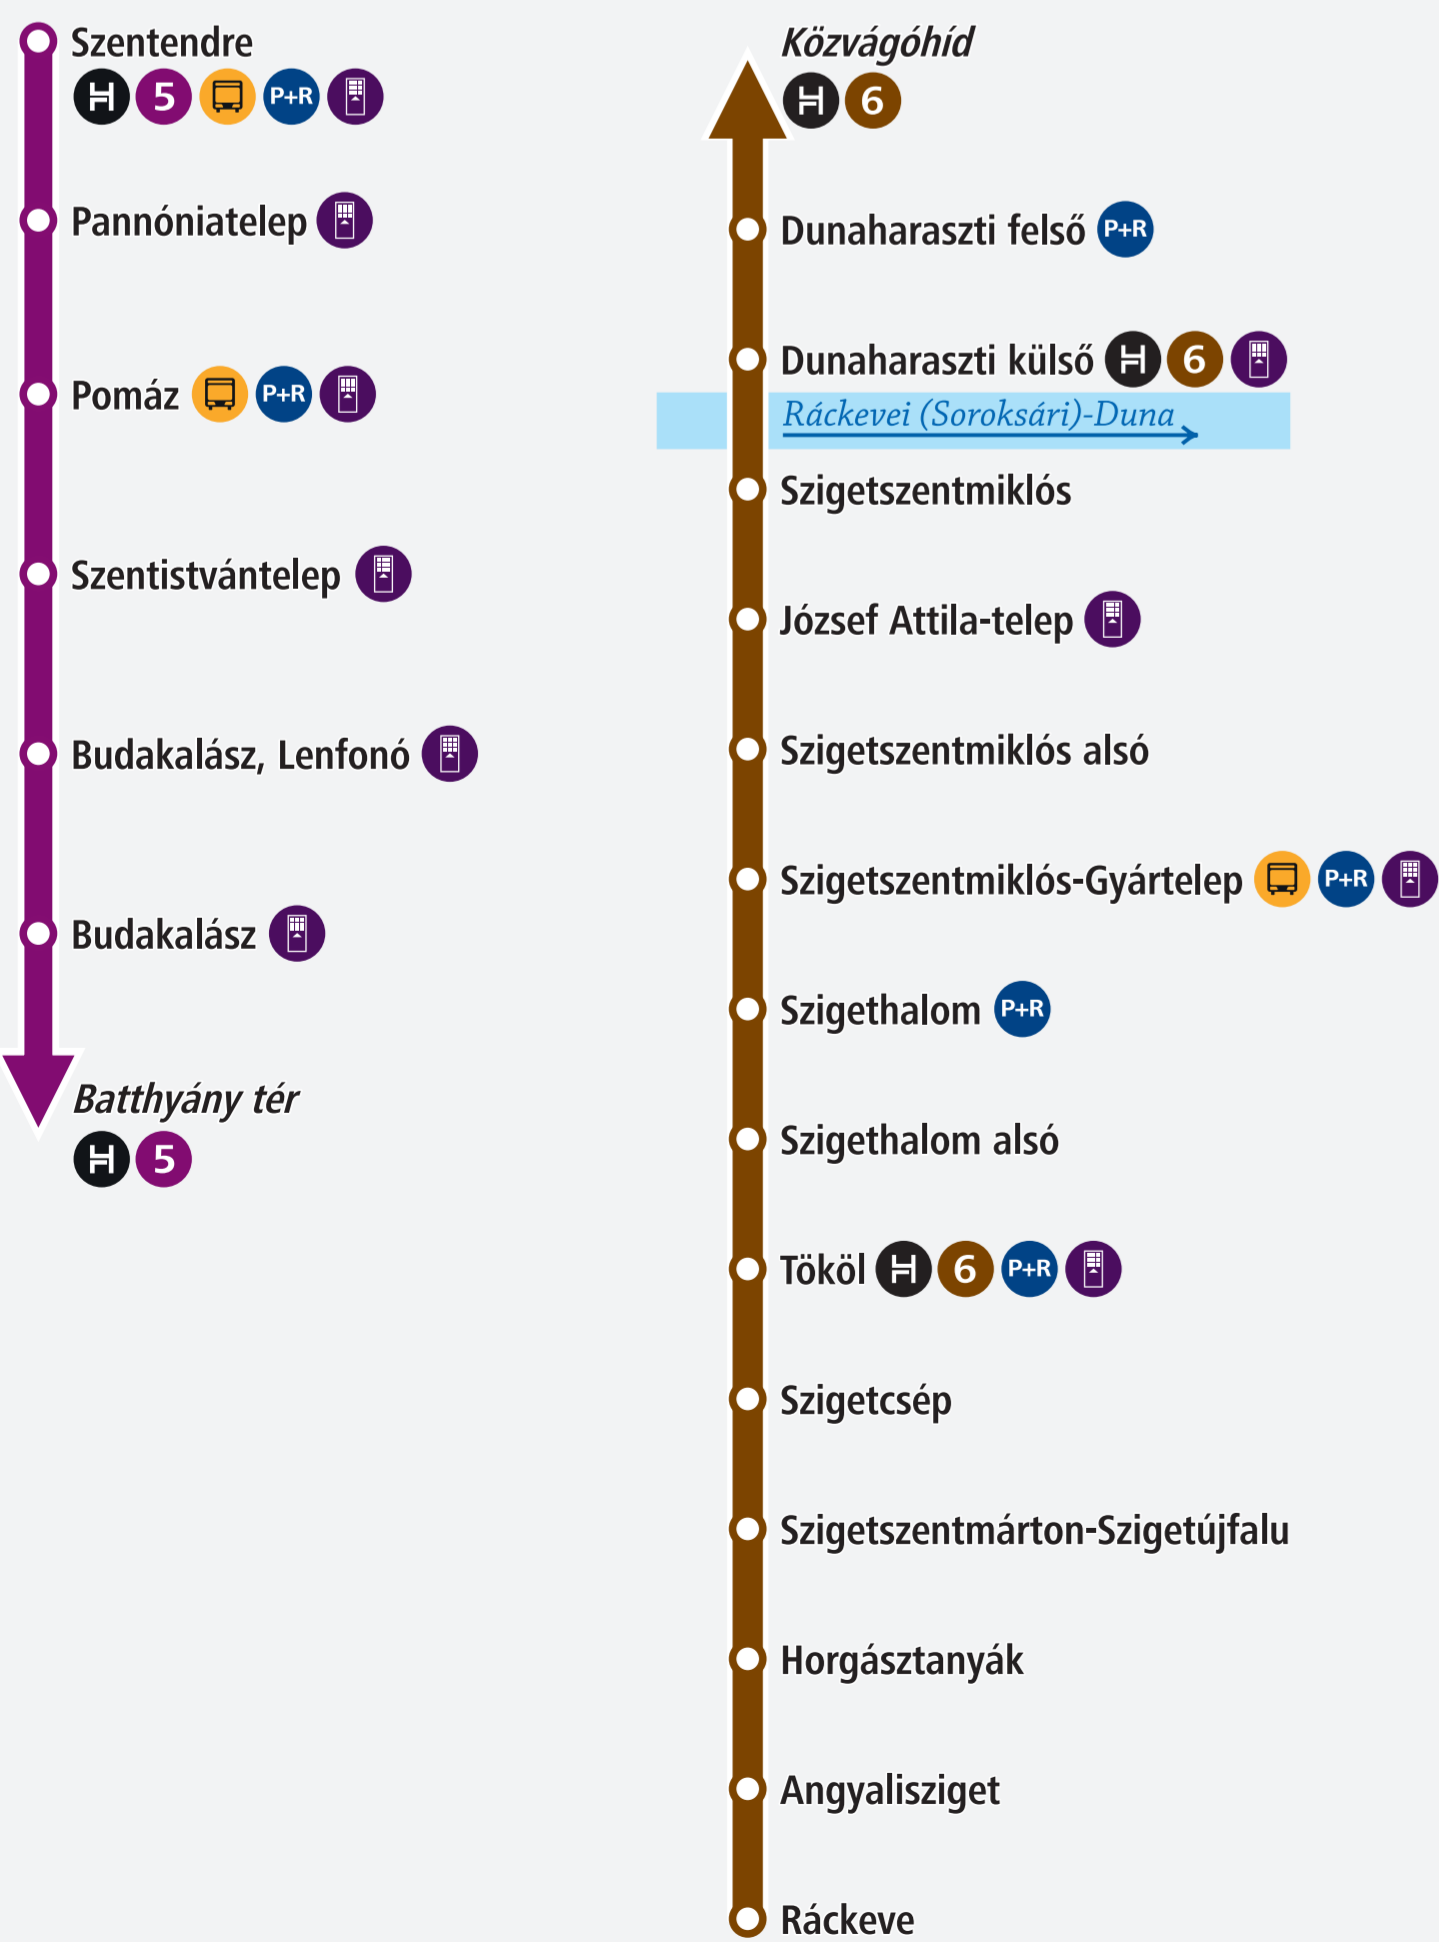 Szentendre
H 5 P+R
Pannóniatelep
Pomáz P+R
Szentistvántelep
Budakalász, Lenfonó
Budakalász
Batthyány tér
H 5
Közvágóhíd
H 6
Dunaharaszti felső P+R
Dunaharaszti külső H 6
Ráckevei (Soroksári)-Duna
Szigetszentmiklós
József Attila-telep
Szigetszentmiklós alsó
Szigetszentmiklós-Gyártelep P+R
Szigethalom P+R
Szigethalom alsó
Tököl H 6 P+R
Szigetcsép
Szigetszentmárton-Szigetújfalu
Horgásztanyák
Angyalisziget
Ráckeve